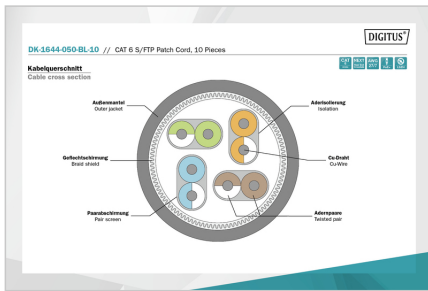 DIGITUS®
DK-1644-050-BL-10 // CAT 6 S/FTP Patch Cord, 10 Pieces
Kabelquerschnitt
Cable cross section
Außenmantel
Outer jacket
Aderisolierung
Isolation
Geflechtschirmung
Braid shield
Cu-Draht
Cu-Wire
Paarabschirmung
Pair screen
Adernpaare
Twisted pair